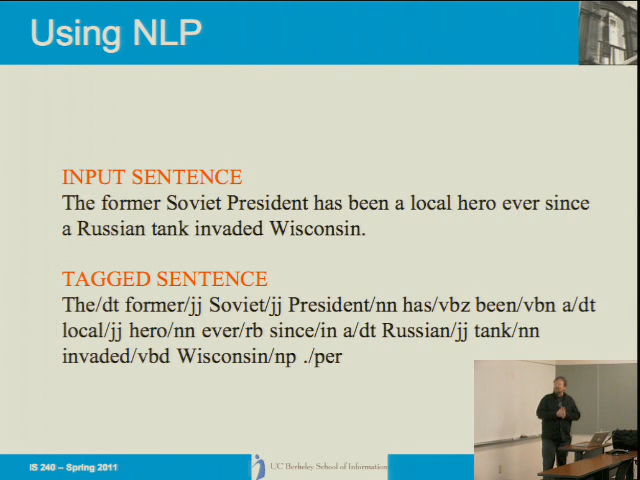 Using NLP
INPUT SENTENCE
The former Soviet President has been a local hero ever since
a Russian tank invaded Wisconsin.
TAGGED SENTENCE
The/dt former/jj Soviet/jj President/nn has/vbz been/vbn a/dt
local/jj hero/nn ever/rb since/in a/dt Russian/jj tank/nn
invaded/vbd Wisconsin/np ./per
IS 240 – Spring 2011
UC Berkeley School of Information